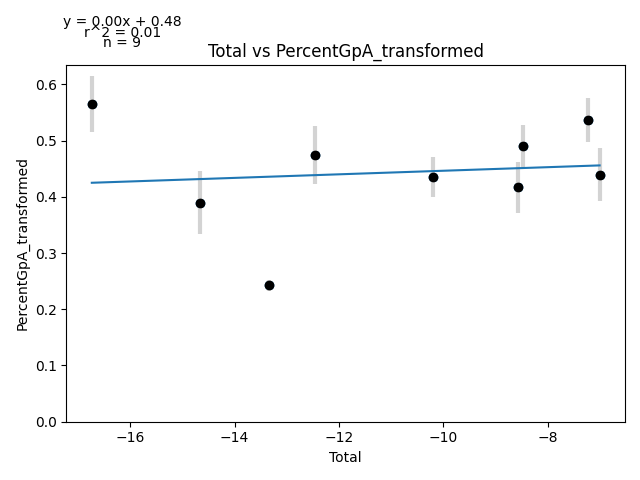 y = 0.00x + 0.48
r^2 = 0.01
n = 9
Total vs PercentGpA_transformed
PercentGpA_transformed
0.6
0.5
0.4
0.3
0.2
0.1
0.0
−16 −14 −12 −10 −8
Total